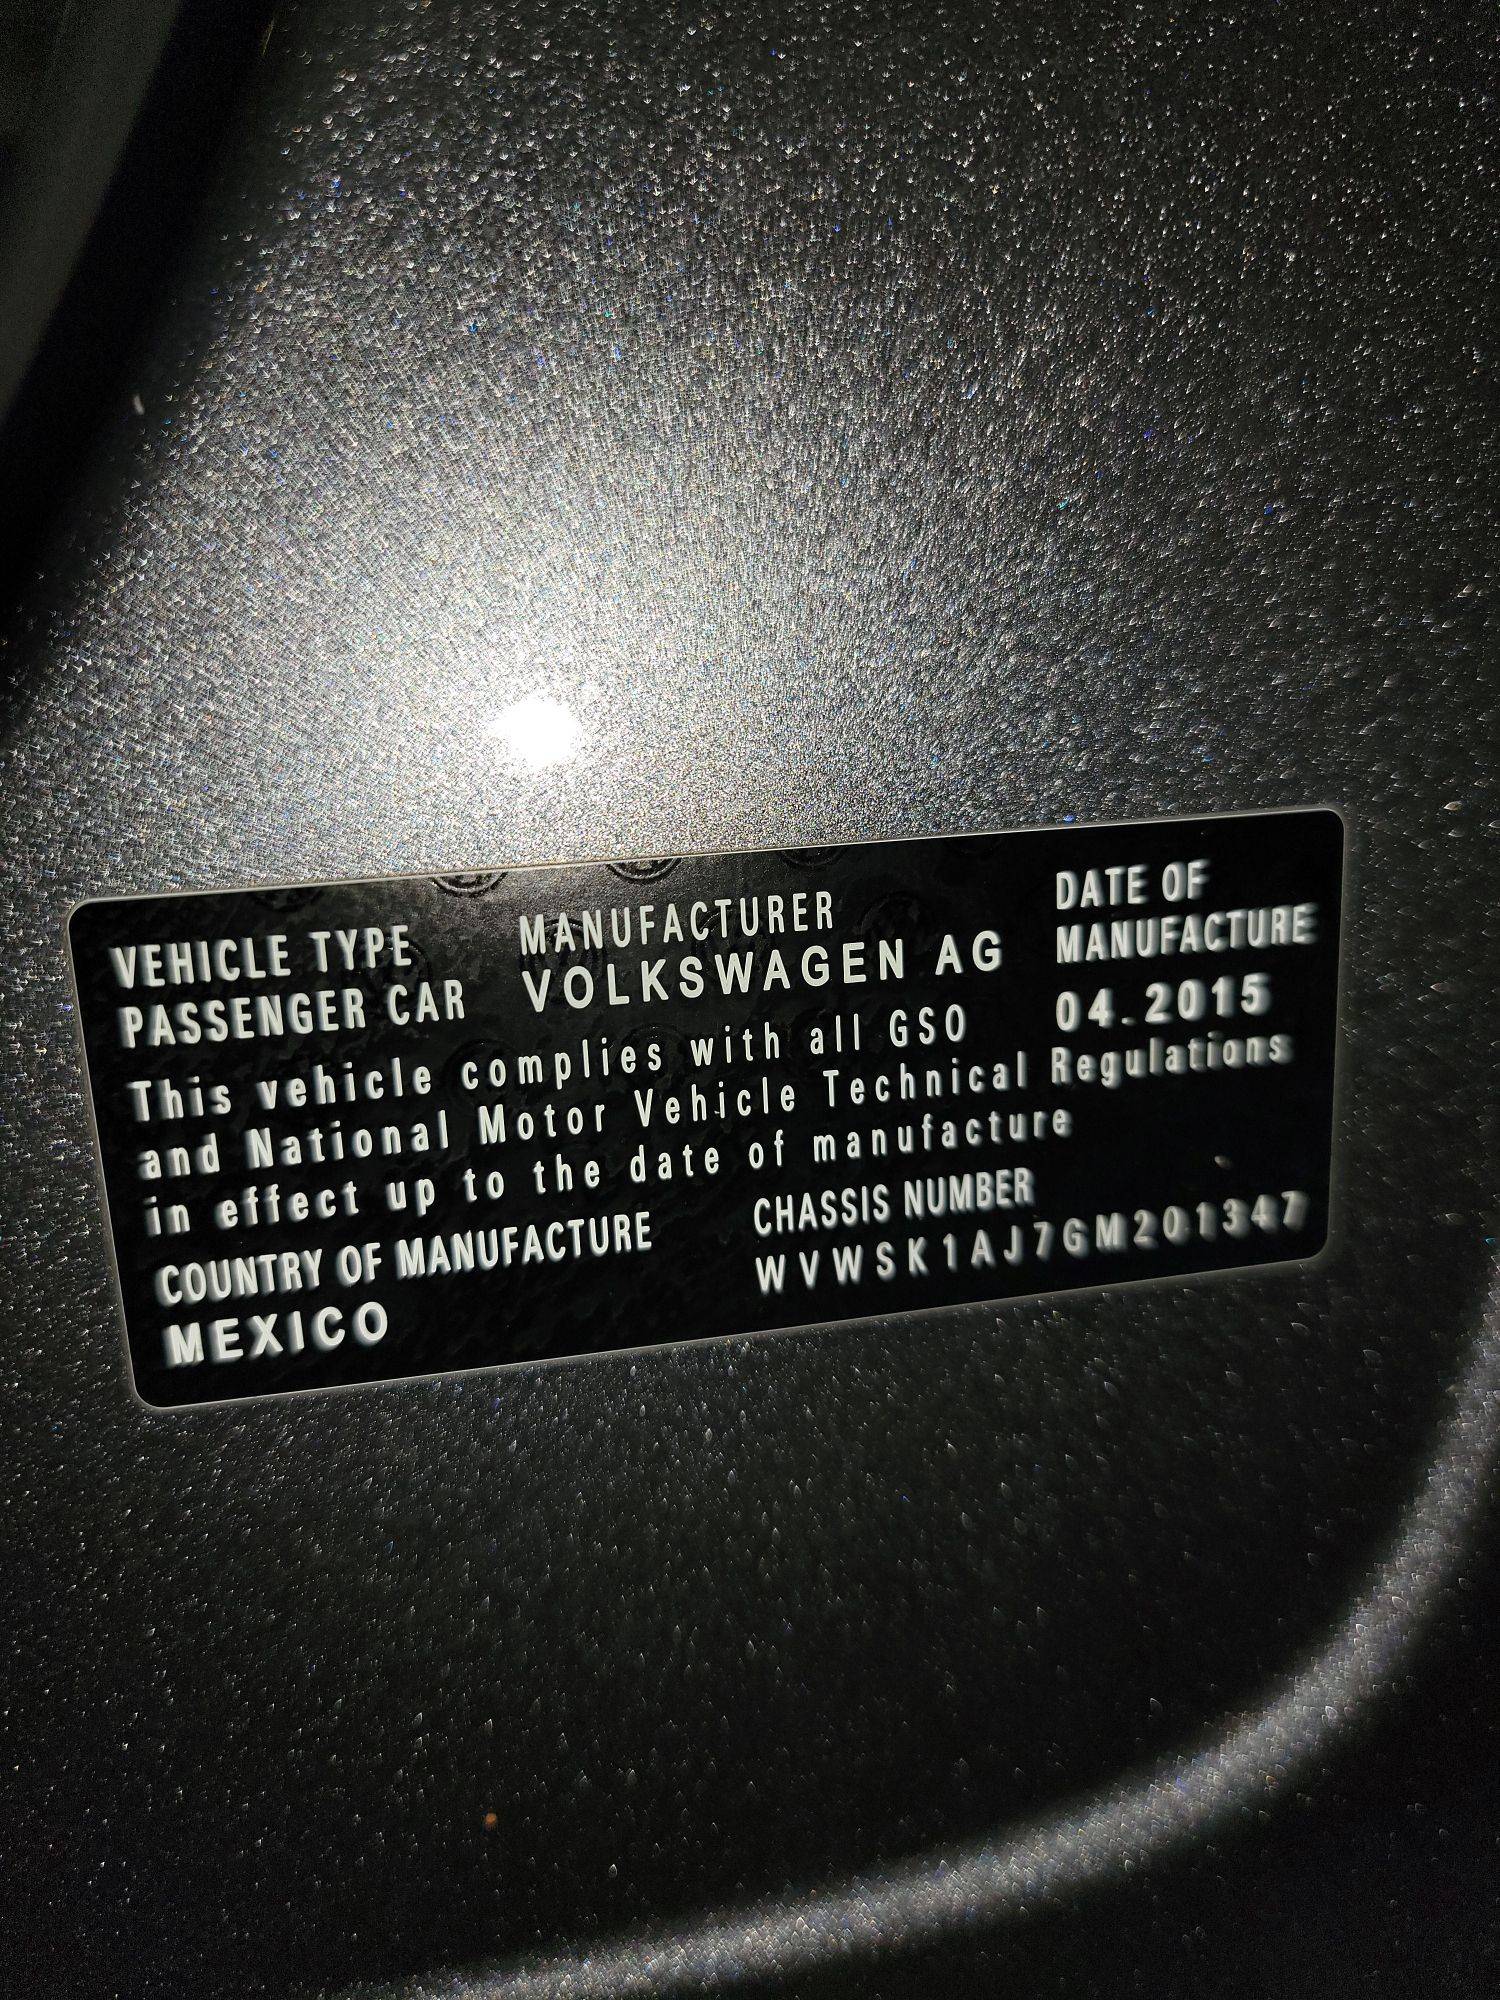 VEHICLE TYPE
PASSENGER CAR
MANUFACTURER
VOLKSWAGEN AG
DATE OF
MANUFACTURE
04.2015
This vehicle complies with all GSO
and National Motor Vehicle Technical Regulations
in effect up to the date of manufacture
COUNTRY OF MANUFACTURE
MEXICO
CHASSIS NUMBER
WVWSK1AJ7GM201347